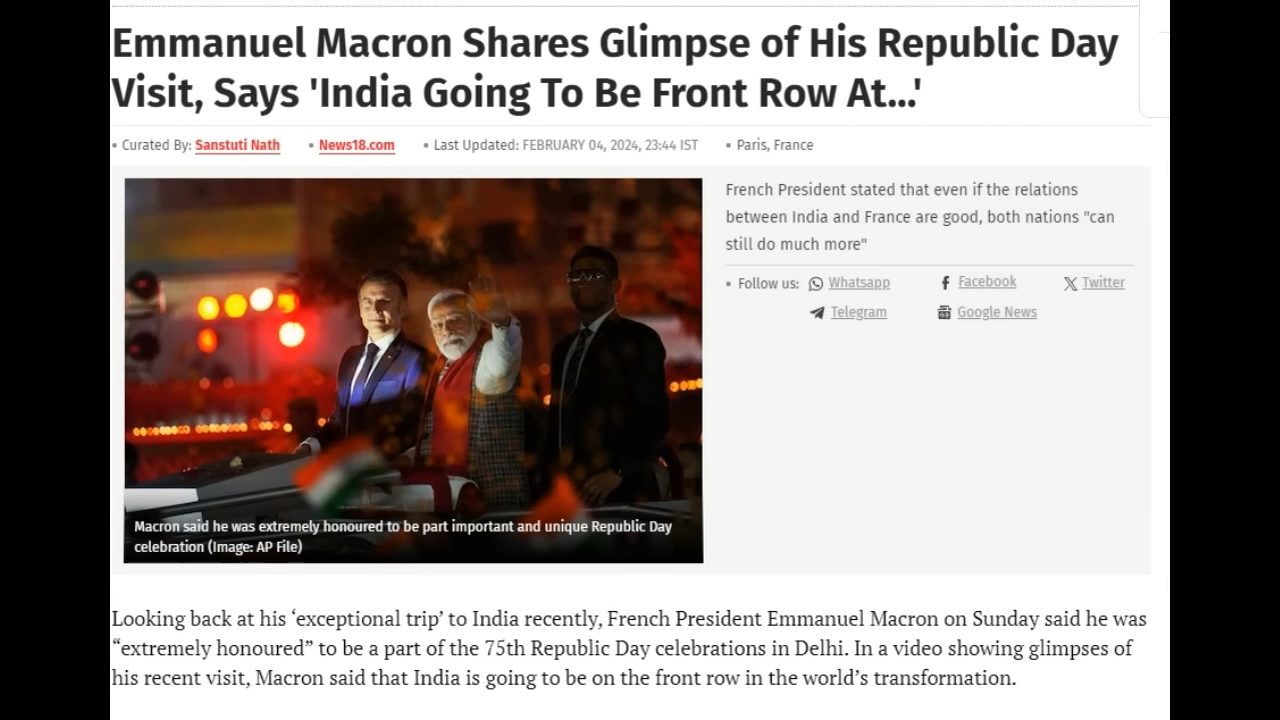 Emmanuel Macron Shares Glimpse of His Republic Day
Visit, Says 'India Going To Be Front Row At...'
• Curated By: Sanstuti Nath • News18.com • Last Updated: FEBRUARY 04, 2024, 23:44 IST • Paris, France
French President stated that even if the relations
between India and France are good, both nations "can
still do much more"
• Follow us: Whatsapp Facebook Twitter
Telegram Google News
Macron said he was extremely honoured to be part important and unique Republic Day
celebration (Image: AP File)
Looking back at his ‘exceptional trip’ to India recently, French President Emmanuel Macron on Sunday said he was
“extremely honoured” to be a part of the 75th Republic Day celebrations in Delhi. In a video showing glimpses of
his recent visit, Macron said that India is going to be on the front row in the world’s transformation.